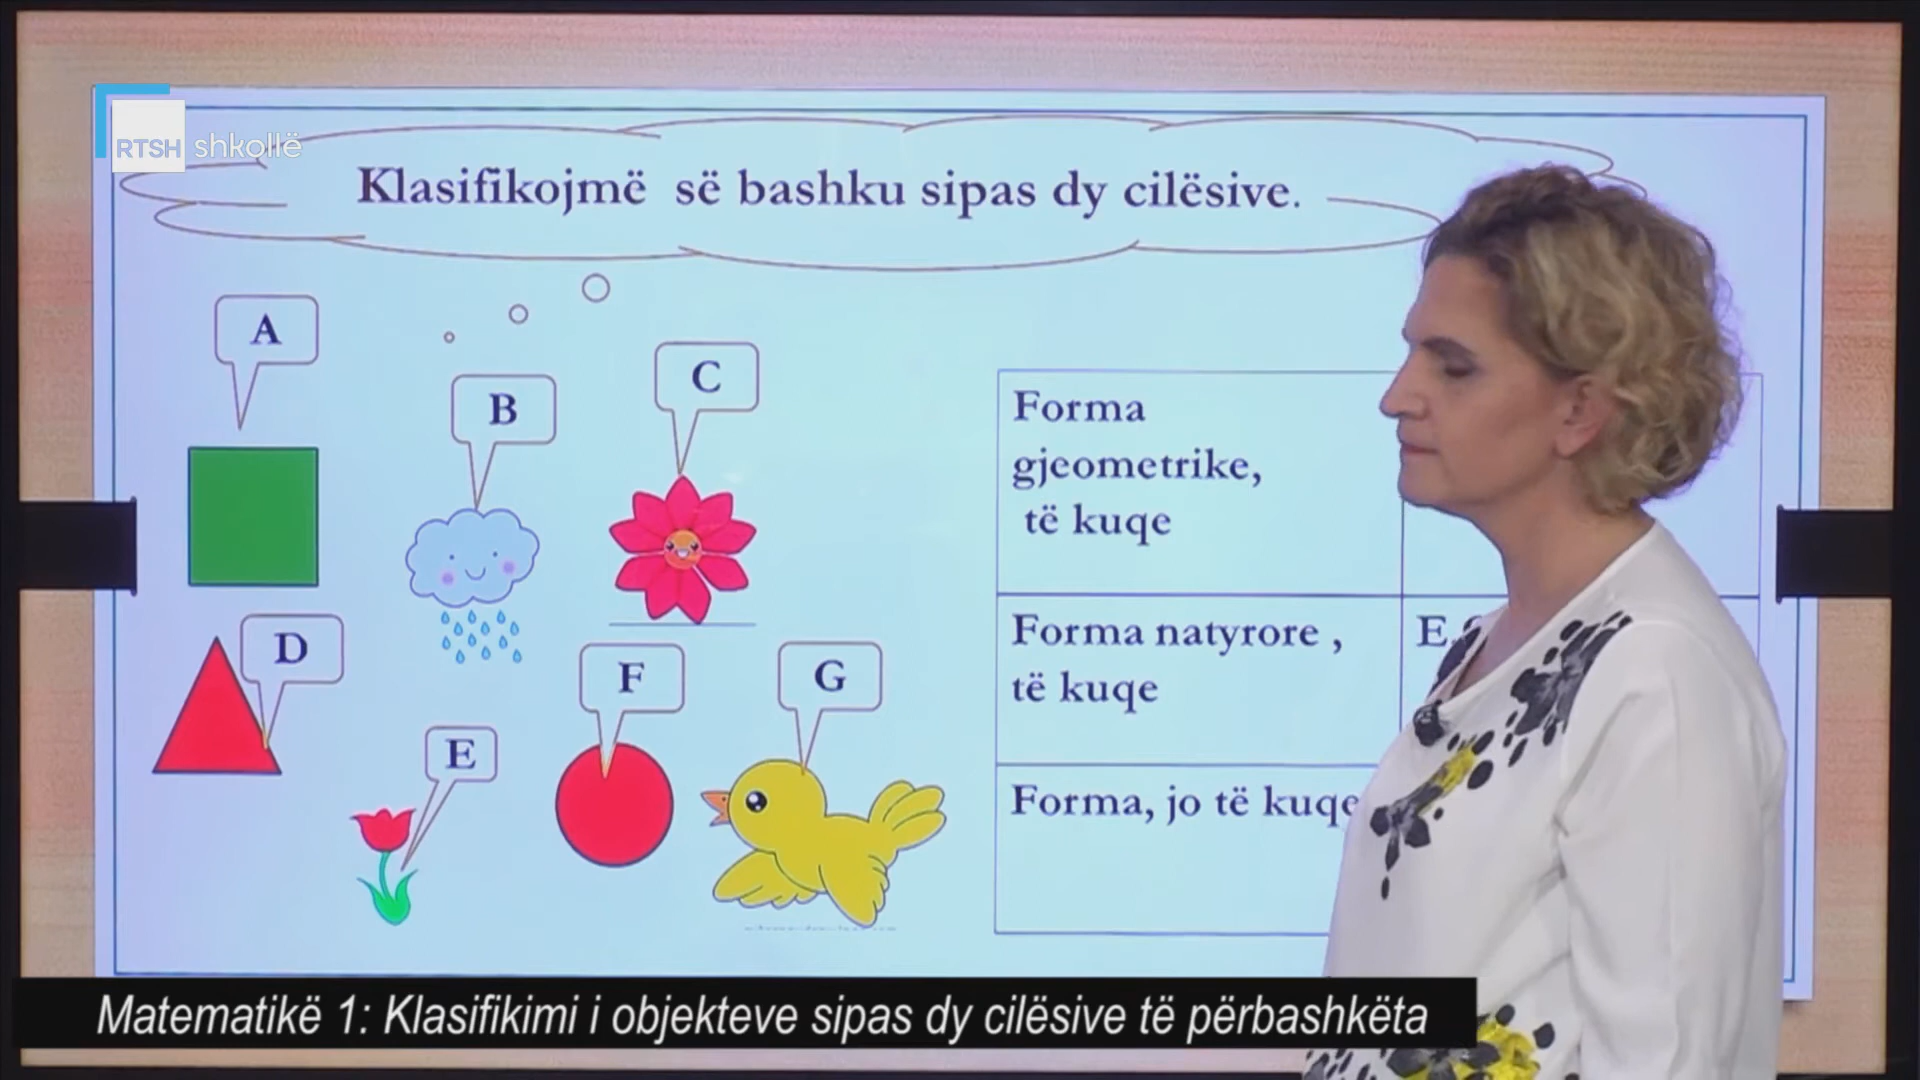 RTSH shkollë
Klasifikojmë së bashku sipas dy cilësive.
A
B
C
D
E
F
G
Forma
gjeometrike,
të kuqe
Forma natyrore ,
të kuqe
E,
Forma, jo të kuqe
Matematikë 1: Klasifikimi i objekteve sipas dy cilësive të përbashkëta